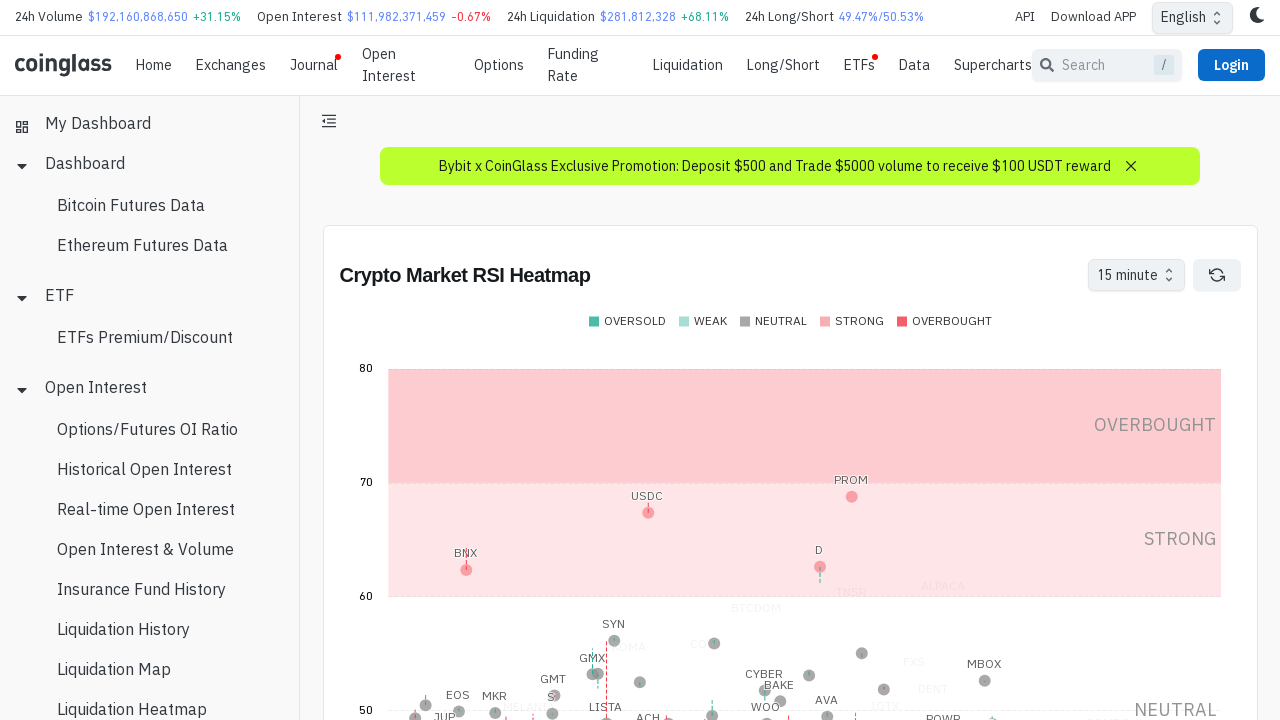 24h Volume $192,160,868,650 +31.15% Open Interest $111,982,371,459 -0.67% 24h Liquidation $281,812,328 +68.11% 24h Long/Short 49.47%/50.53% API Download APP English
coinglass Home Exchanges Journal Open Interest Options Funding Rate Liquidation Long/Short ETFs Data Supercharts Search / Login
My Dashboard
Dashboard
Bitcoin Futures Data
Ethereum Futures Data
ETF
ETFs Premium/Discount
Open Interest
Options/Futures OI Ratio
Historical Open Interest
Real-time Open Interest
Open Interest & Volume
Insurance Fund History
Liquidation History
Liquidation Map
Liquidation Heatmap
Bybit x CoinGlass Exclusive Promotion: Deposit $500 and Trade $5000 volume to receive $100 USDT reward
Crypto Market RSI Heatmap 15 minute
OVERSOLD WEAK NEUTRAL STRONG OVERBOUGHT
80
OVERBOUGHT
70
PROM
USDC
STRONG
BNX D
ALPACA
TNSR
60
BTCDOM
SYN
GMX
FXS
MBOX
GMT CYBER
BAKE DENT
EOS MKR S LISTA WOO AVA
50 NEUTRAL
JUP ACH POWR